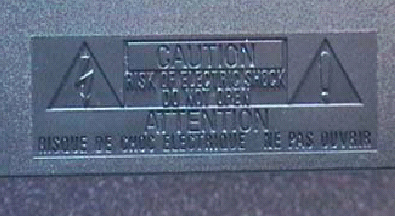 CAUTION
RISK OF ELECTRIC SHOCK
DO NOT OPEN
ATTENTION
RISQUE DE CHOC ELECTRIQUE NE PAS OUVRIR